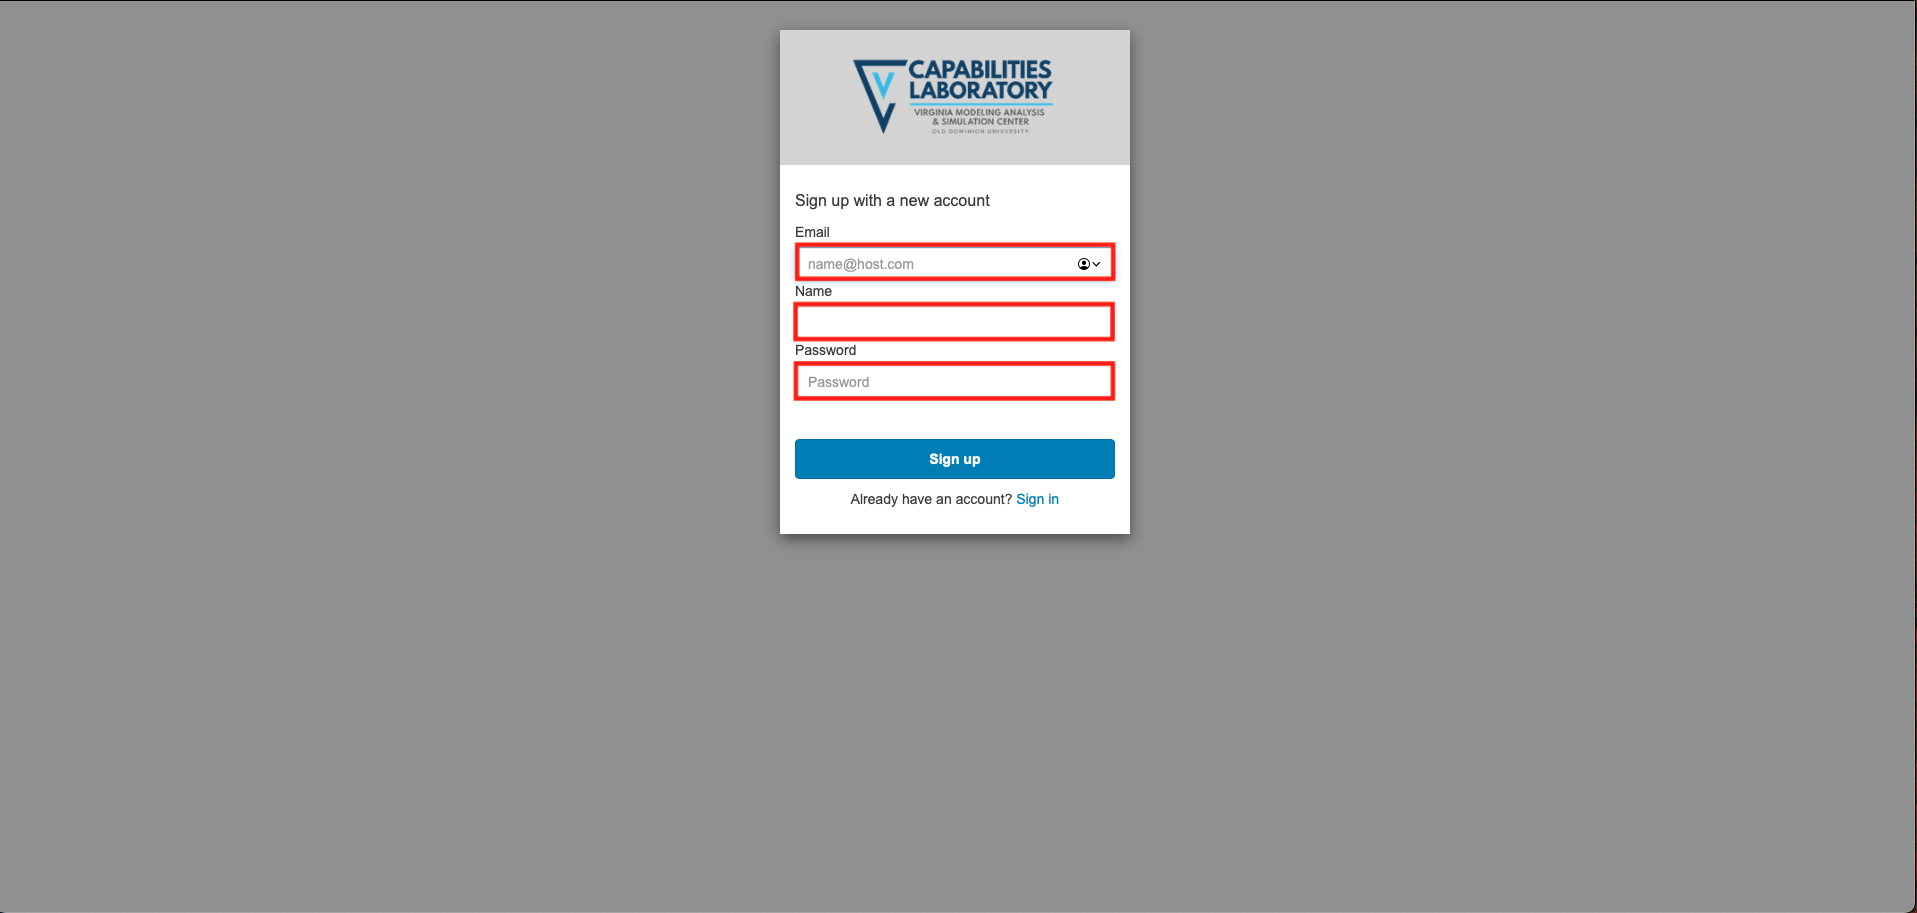 CAPABILITIES
LABORATORY
VIRGINIA MODELING ANALYSIS
& SIMULATION CENTER
OLD DOMINION UNIVERSITY
Sign up with a new account
Email
name@host.com
Name
Password
Password
Sign up
Already have an account? Sign in